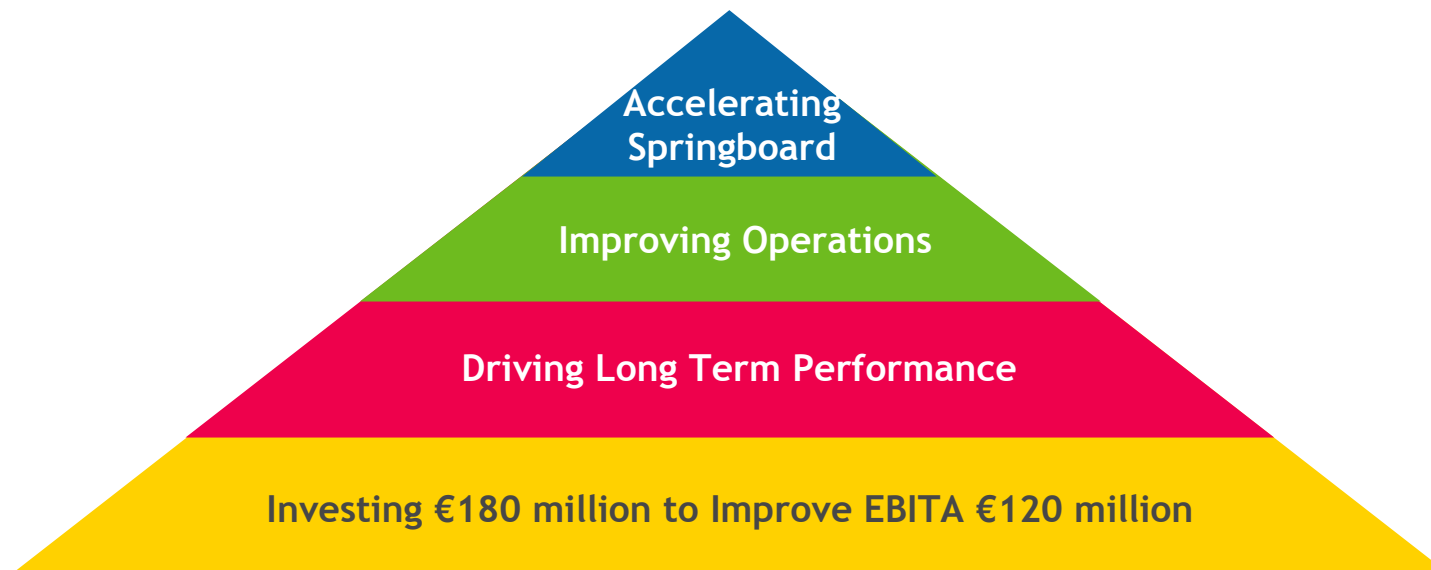 Accelerating
Springboard
Improving Operations
Driving Long Term Performance
Investing €180 million to Improve EBITA €120 million